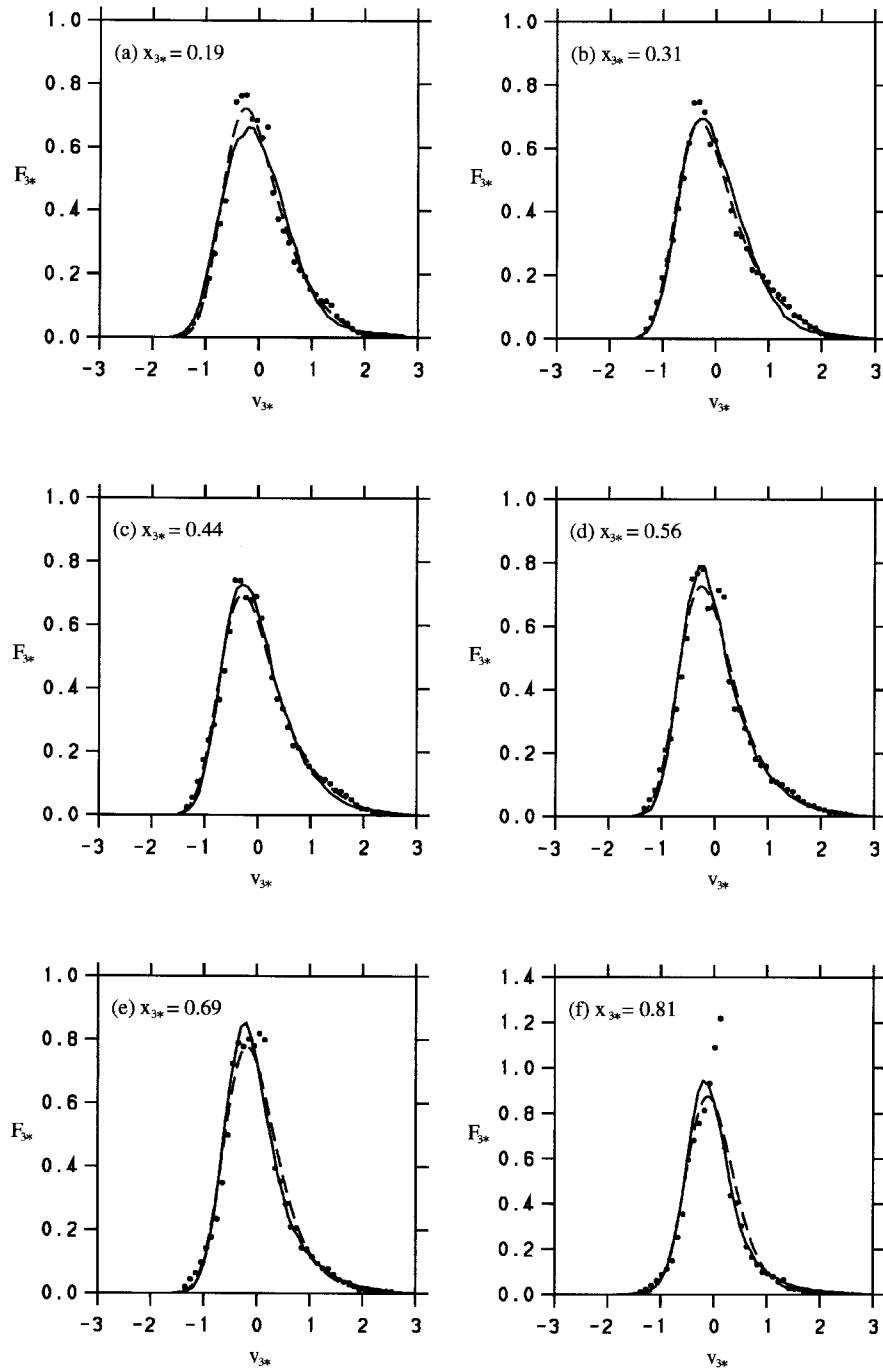 (a) x₃* = 0.19
1.0
0.8
0.6
F₃*
0.4
0.2
0.0
-3 -2 -1 0 1 2 3
v₃*
(b) x₃* = 0.31
1.0
0.8
0.6
F₃*
0.4
0.2
0.0
-3 -2 -1 0 1 2 3
v₃*
(c) x₃* = 0.44
1.0
0.8
0.6
F₃*
0.4
0.2
0.0
-3 -2 -1 0 1 2 3
v₃*
(d) x₃* = 0.56
1.0
0.8
0.6
F₃*
0.4
0.2
0.0
-3 -2 -1 0 1 2 3
v₃*
(e) x₃* = 0.69
1.0
0.8
0.6
F₃*
0.4
0.2
0.0
-3 -2 -1 0 1 2 3
v₃*
(f) x₃* = 0.81
1.4
1.2
1.0
0.8
F₃*
0.6
0.4
0.2
0.0
-3 -2 -1 0 1 2 3
v₃*